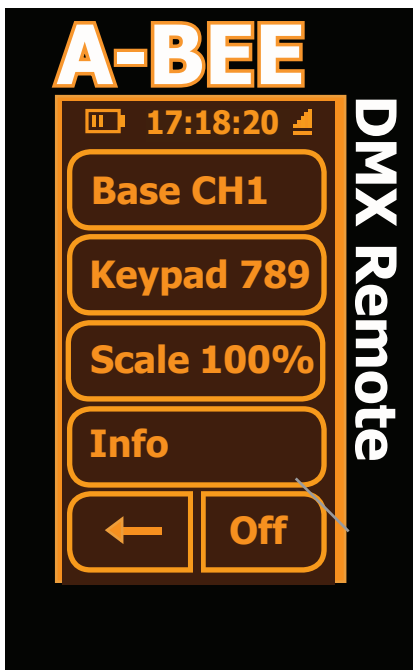 A-BEE
DMX Remote
17:18:20
Base CH1
Keypad 789
Scale 100%
Info
Off